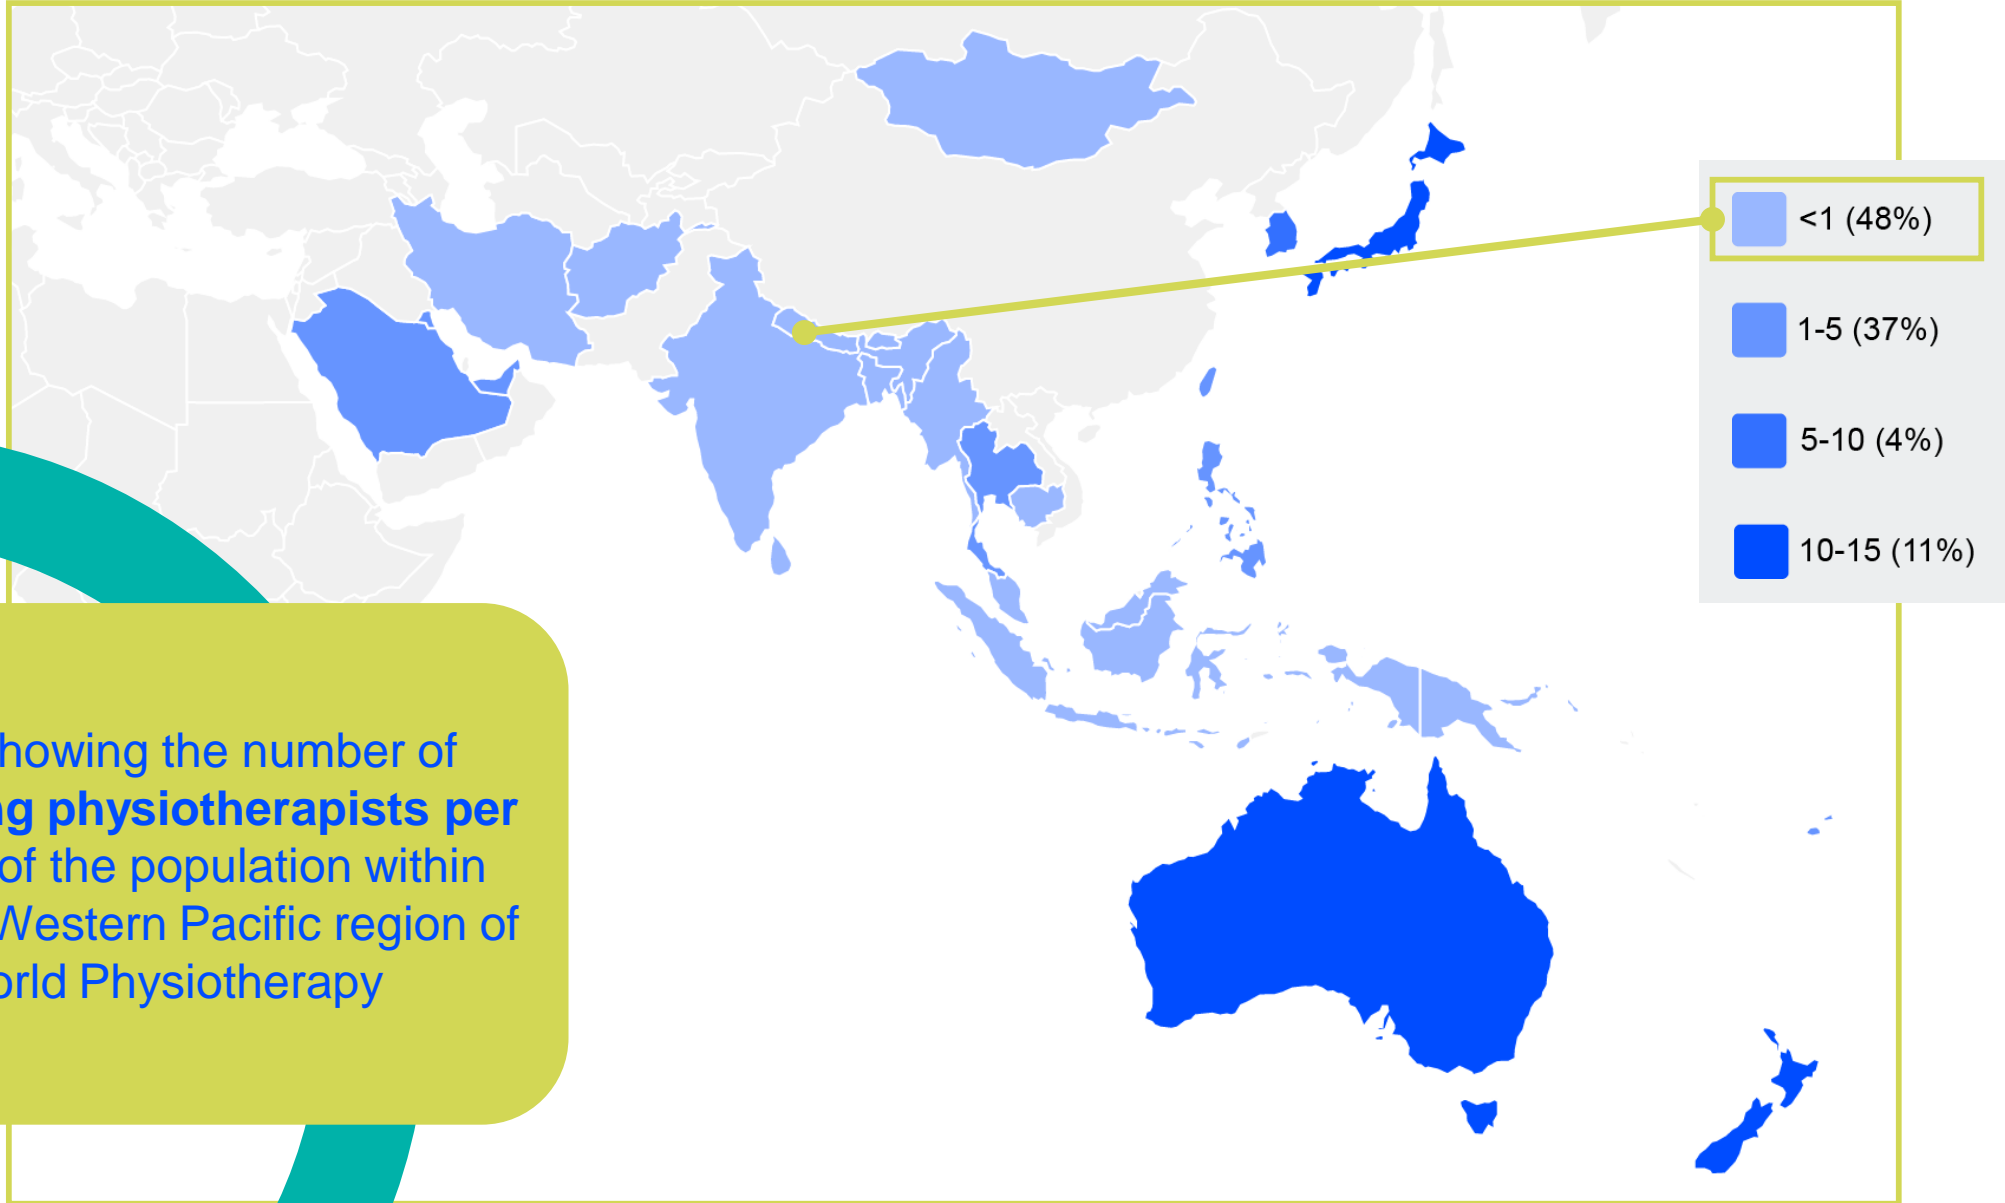 <1 (48%)
1-5 (37%)
5-10 (4%)
10-15 (11%)
howing the number of
ng physiotherapists per
of the population within
Western Pacific region of
orld Physiotherapy